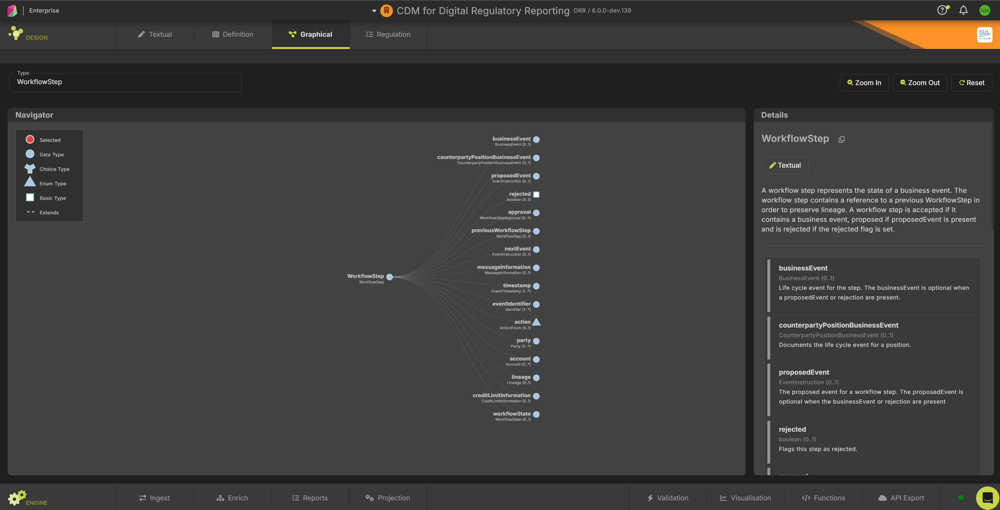 Enterprise
CDM for Digital Regulatory Reporting DRR / 6.0.0-dev.139
NM
DESIGN
Textual
Definition
Graphical
Regulation
ISDA
Type
WorkflowStep
Zoom In
Zoom Out
Reset
Navigator
Selected
Data Type
Choice Type
Enum Type
Basic Type
Extends
WorkflowStep
WorkflowStep
businessEvent
BusinessEvent (0..1)
counterpartyPositionBusinessEvent
CounterpartyPositionBusinessEvent (0..1)
proposedEvent
EventInstruction (0..1)
rejected
boolean (0..1)
approval
WorkflowStepApproval (0..*)
previousWorkflowStep
WorkflowStep (0..1)
nextEvent
EventInstruction (0..1)
messageInformation
MessageInformation (0..1)
timestamp
EventTimestamp (1..*)
eventIdentifier
Identifier (1..*)
action
ActionEnum (0..1)
party
Party (0..*)
account
Account (0..*)
lineage
Lineage (0..1)
creditLimitInformation
CreditLimitInformation (0..1)
workflowState
WorkflowState (0..1)
Details
WorkflowStep
Textual
A workflow step represents the state of a business event. The
workflow step contains a reference to a previous WorkflowStep in
order to preserve lineage. A workflow step is accepted if it
contains a business event, proposed if proposedEvent is present
and is rejected if the rejected flag is set.
businessEvent
BusinessEvent (0..1)
Life cycle event for the step. The businessEvent is optional when
a proposedEvent or rejection are present.
counterpartyPositionBusinessEvent
CounterpartyPositionBusinessEvent (0..1)
Documents the life cycle event for a position.
proposedEvent
EventInstruction (0..1)
The proposed event for a workflow step. The proposedEvent is
optional when the businessEvent or rejection are present
rejected
boolean (0..1)
Flags this step as rejected.
ENGINE
Ingest
Enrich
Reports
Projection
Validation
Visualisation
Functions
API Export